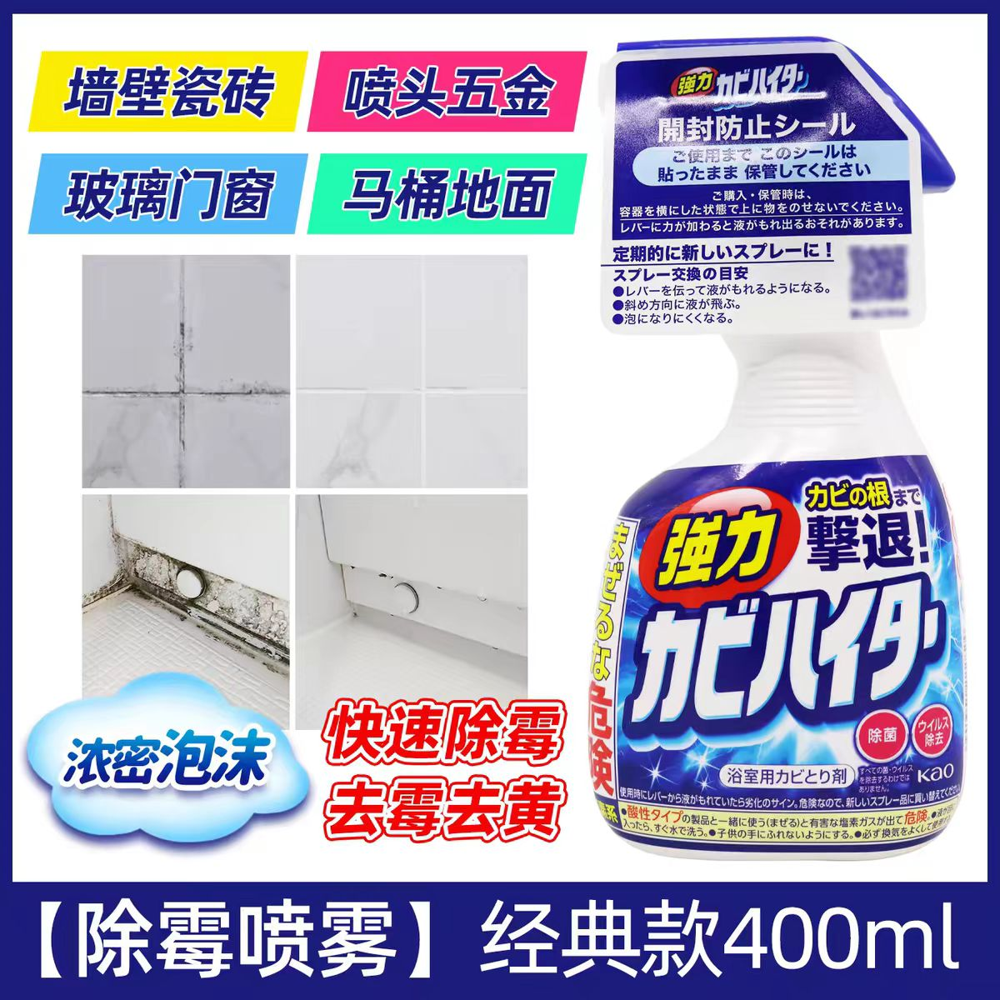 墙壁瓷砖
喷头五金
玻璃门窗
马桶地面
浓密泡沫
快速除霉
去霉去黄
強力カビハイター
開封防止シール
ご使用まで このシールは
貼ったまま 保管してください
ご購入・保管時は、
容器を横にした状態で上に物をのせないでください。
レバーに力が加わると液がもれ出るおそれがあります。
定期的に新しいスプレーに!
スプレー交換の目安
●レバーを伝って液がもれるようになる。
●斜め方向に液が飛ぶ。
●泡になりにくくなる。
カビの根まで
撃退!
強力
カビハイター
まぜるな危険
除菌
ウイルス
除去
浴室用カビとり剤
すべての菌・ウイルス
を除去するわけでは
ありません。
Kao
使用時にレバーから液がもれていたら劣化のサイン。危険なので、新しいスプレー品に買い替えてください。
●酸性タイプの製品と一緒に使う(まぜる)と有害な塩素ガスが出て危険。●液が目に
入ったら、すぐ水で洗う。●子供の手にふれないようにする。●必ず換気をよくして使用す
【除霉喷雾】经典款400ml